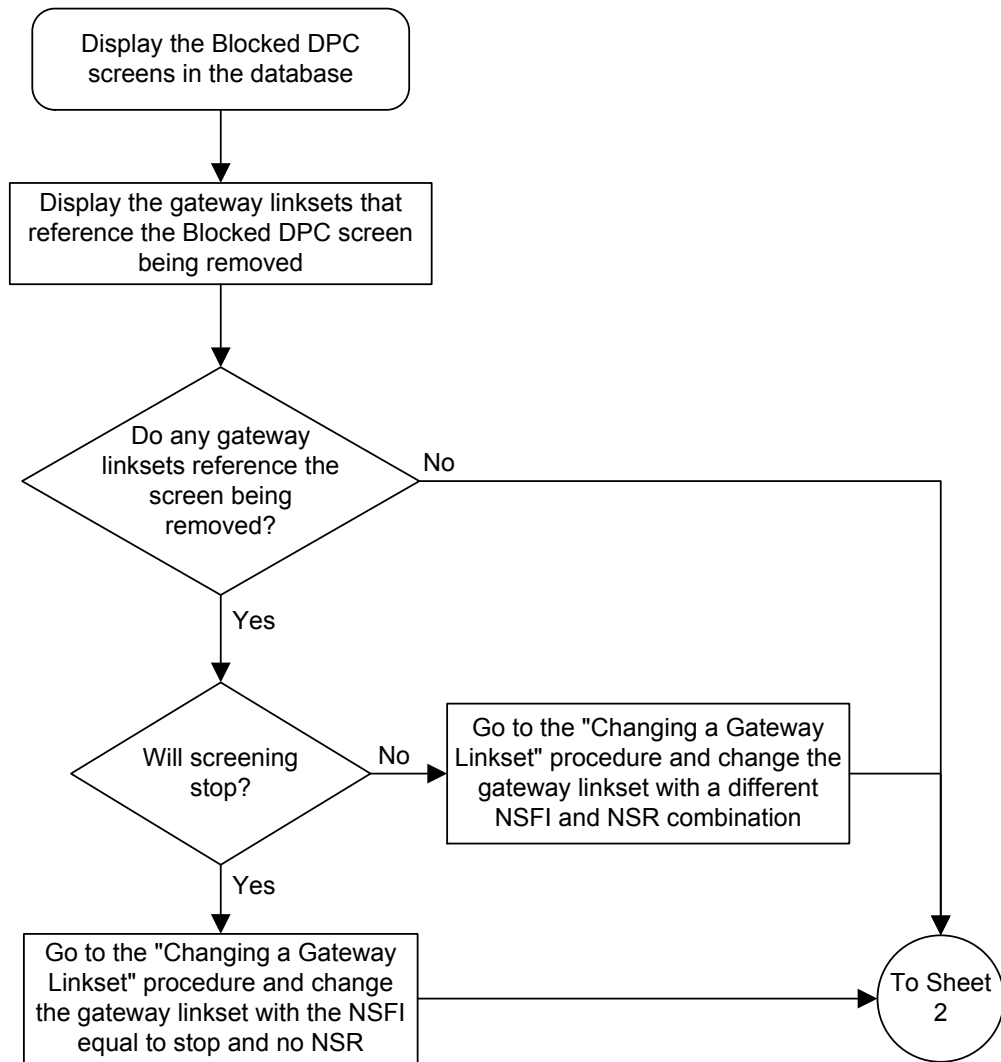 Display the Blocked DPC
screens in the database
Display the gateway linksets that
reference the Blocked DPC screen
being removed
Do any gateway
linksets reference the
screen being
removed?
No
Yes
Will screening
stop?
No
Go to the "Changing a Gateway
Linkset" procedure and change the
gateway linkset with a different
NSFI and NSR combination
Yes
Go to the "Changing a Gateway
Linkset" procedure and change
the gateway linkset with the NSFI
equal to stop and no NSR
To Sheet
2